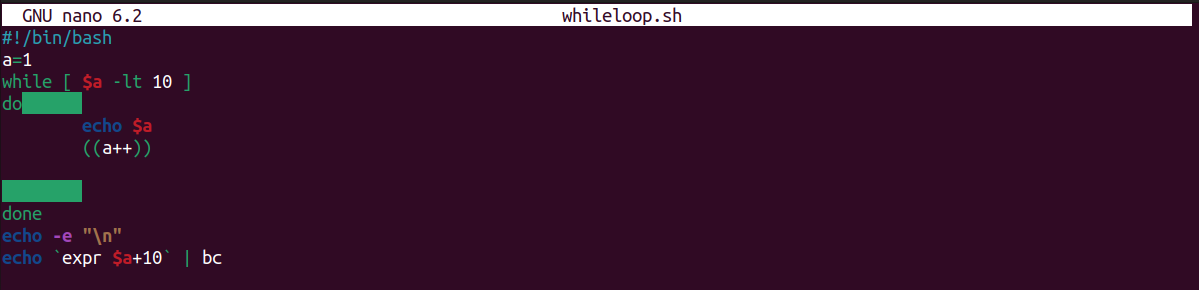 GNU nano 6.2 whileloop.sh
#!/bin/bash
a=1
while [ $a -lt 10 ]
do
echo $a
((a++))
done
echo -e "\n"
echo `expr $a+10` | bc